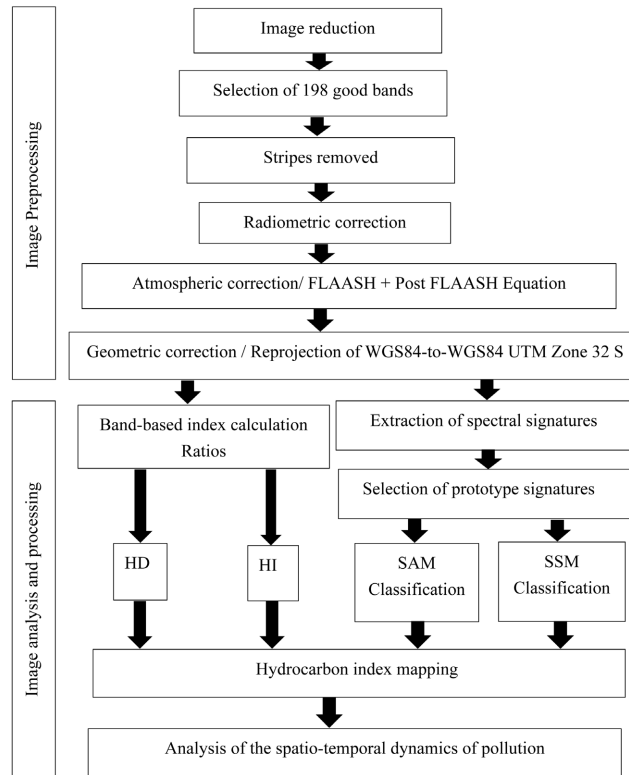 Image Preprocessing
Image reduction
Selection of 198 good bands
Stripes removed
Radiometric correction
Atmospheric correction/ FLAASH + Post FLAASH Equation
Geometric correction / Reprojection of WGS84-to-WGS84 UTM Zone 32 S
Image analysis and processing
Band-based index calculation
Ratios
Extraction of spectral signatures
Selection of prototype signatures
HD
HI
SAM
Classification
SSM
Classification
Hydrocarbon index mapping
Analysis of the spatio-temporal dynamics of pollution